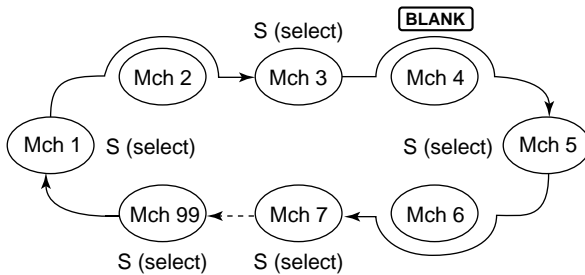 S (select)
BLANK
Mch 2
Mch 3
Mch 4
Mch 1
S (select)
S (select)
Mch 5
Mch 99
Mch 7
Mch 6
S (select)
S (select)